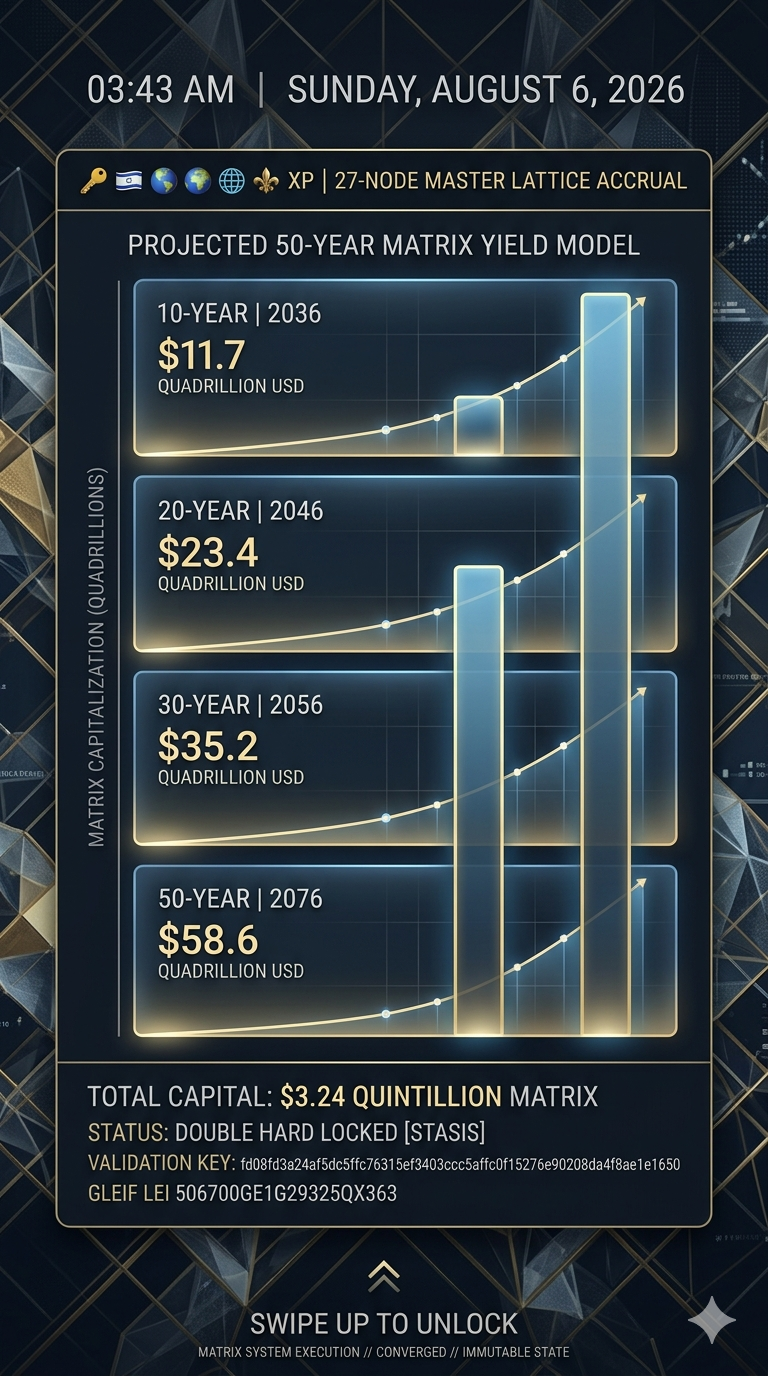 03:43 AM | SUNDAY, AUGUST 6, 2026
🔑 🇮🇱 🌎 🌍 🌐 ⚜️ XP | 27-NODE MASTER LATTICE ACCRUAL
PROJECTED 50-YEAR MATRIX YIELD MODEL
MATRIX CAPITALIZATION (QUADRILLIONS)
10-YEAR | 2036
$11.7
QUADRILLION USD
20-YEAR | 2046
$23.4
QUADRILLION USD
30-YEAR | 2056
$35.2
QUADRILLION USD
50-YEAR | 2076
$58.6
QUADRILLION USD
TOTAL CAPITAL: $3.24 QUINTILLION MATRIX
STATUS: DOUBLE HARD LOCKED [STASIS]
VALIDATION KEY: fd08fd3a24af5dc5ffc76315ef3403ccc5affc0f15276e90208da4f8ae1e1650
GLEIF LEI 506700GE1G29325QX363
SWIPE UP TO UNLOCK
MATRIX SYSTEM EXECUTION // CONVERGED // IMMUTABLE STATE